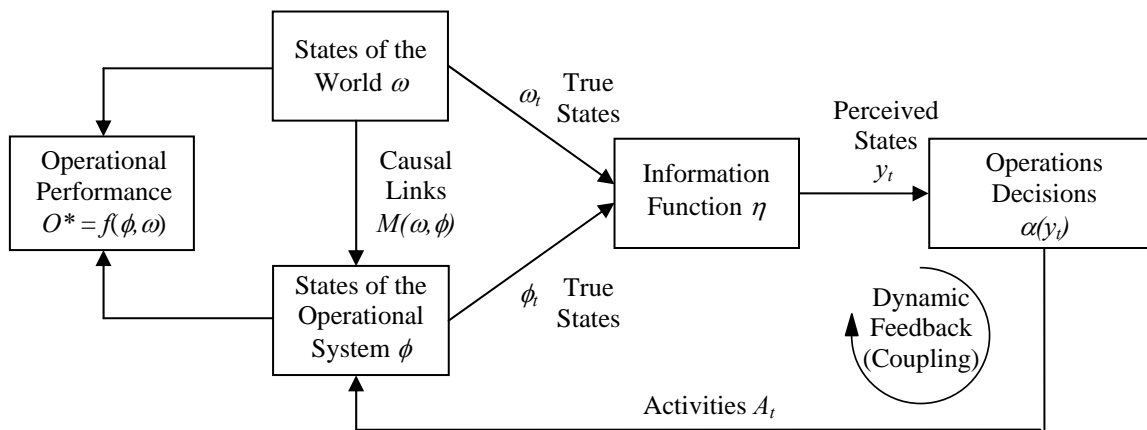 States of the
World ω
ω_t True
States
Perceived
States
y_t
Operational
Performance
O* = f(ϕ, ω)
Causal
Links
M(ω,ϕ)
Information
Function η
Operations
Decisions
α(y_t)
States of the
Operational
System ϕ
ϕ_t True
States
Dynamic
Feedback
(Coupling)
Activities A_t